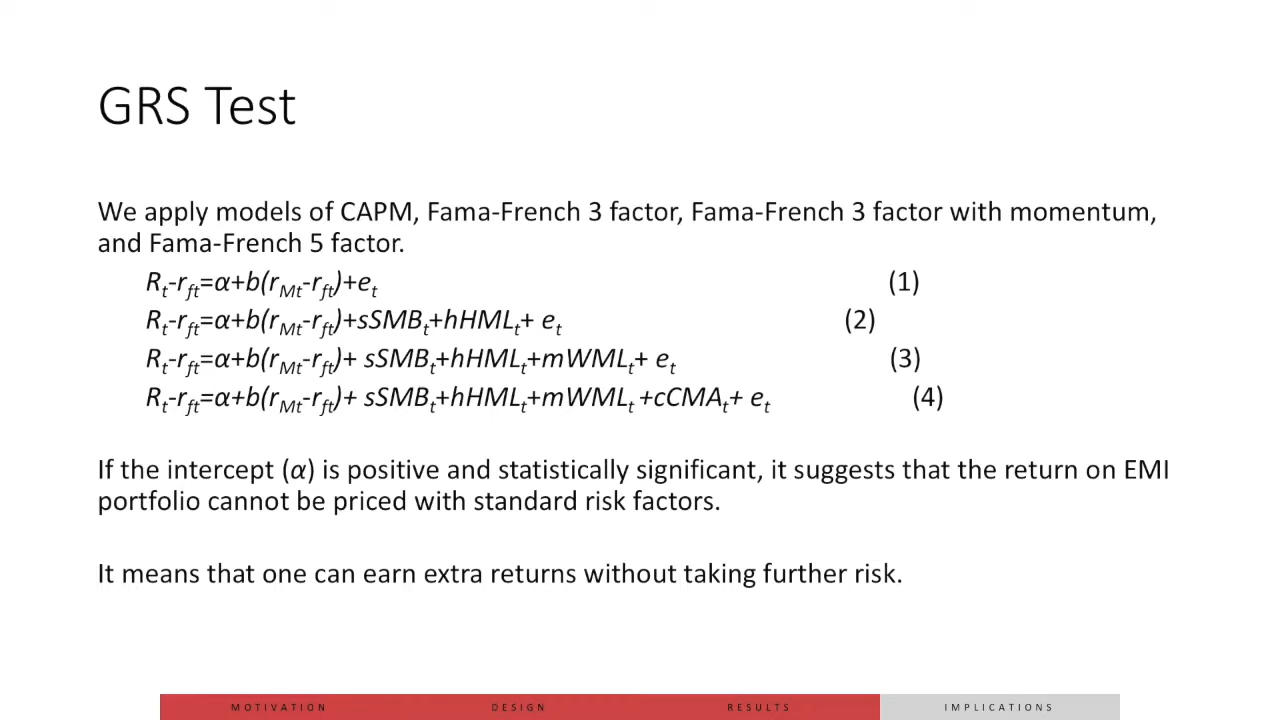 GRS Test
We apply models of CAPM, Fama-French 3 factor, Fama-French 3 factor with momentum,
and Fama-French 5 factor.
Rt-rft=α+b(rMt-rft)+et (1)
Rt-rft=α+b(rMt-rft)+sSMBt+hHMLt+ et (2)
Rt-rft=α+b(rMt-rft)+ sSMBt+hHMLt+mWMLt+ et (3)
Rt-rft=α+b(rMt-rft)+ sSMBt+hHMLt+mWMLt +cCMAt+ et (4)
If the intercept (α) is positive and statistically significant, it suggests that the return on EMI
portfolio cannot be priced with standard risk factors.
It means that one can earn extra returns without taking further risk.
MOTIVATION DESIGN RESULTS IMPLICATIONS